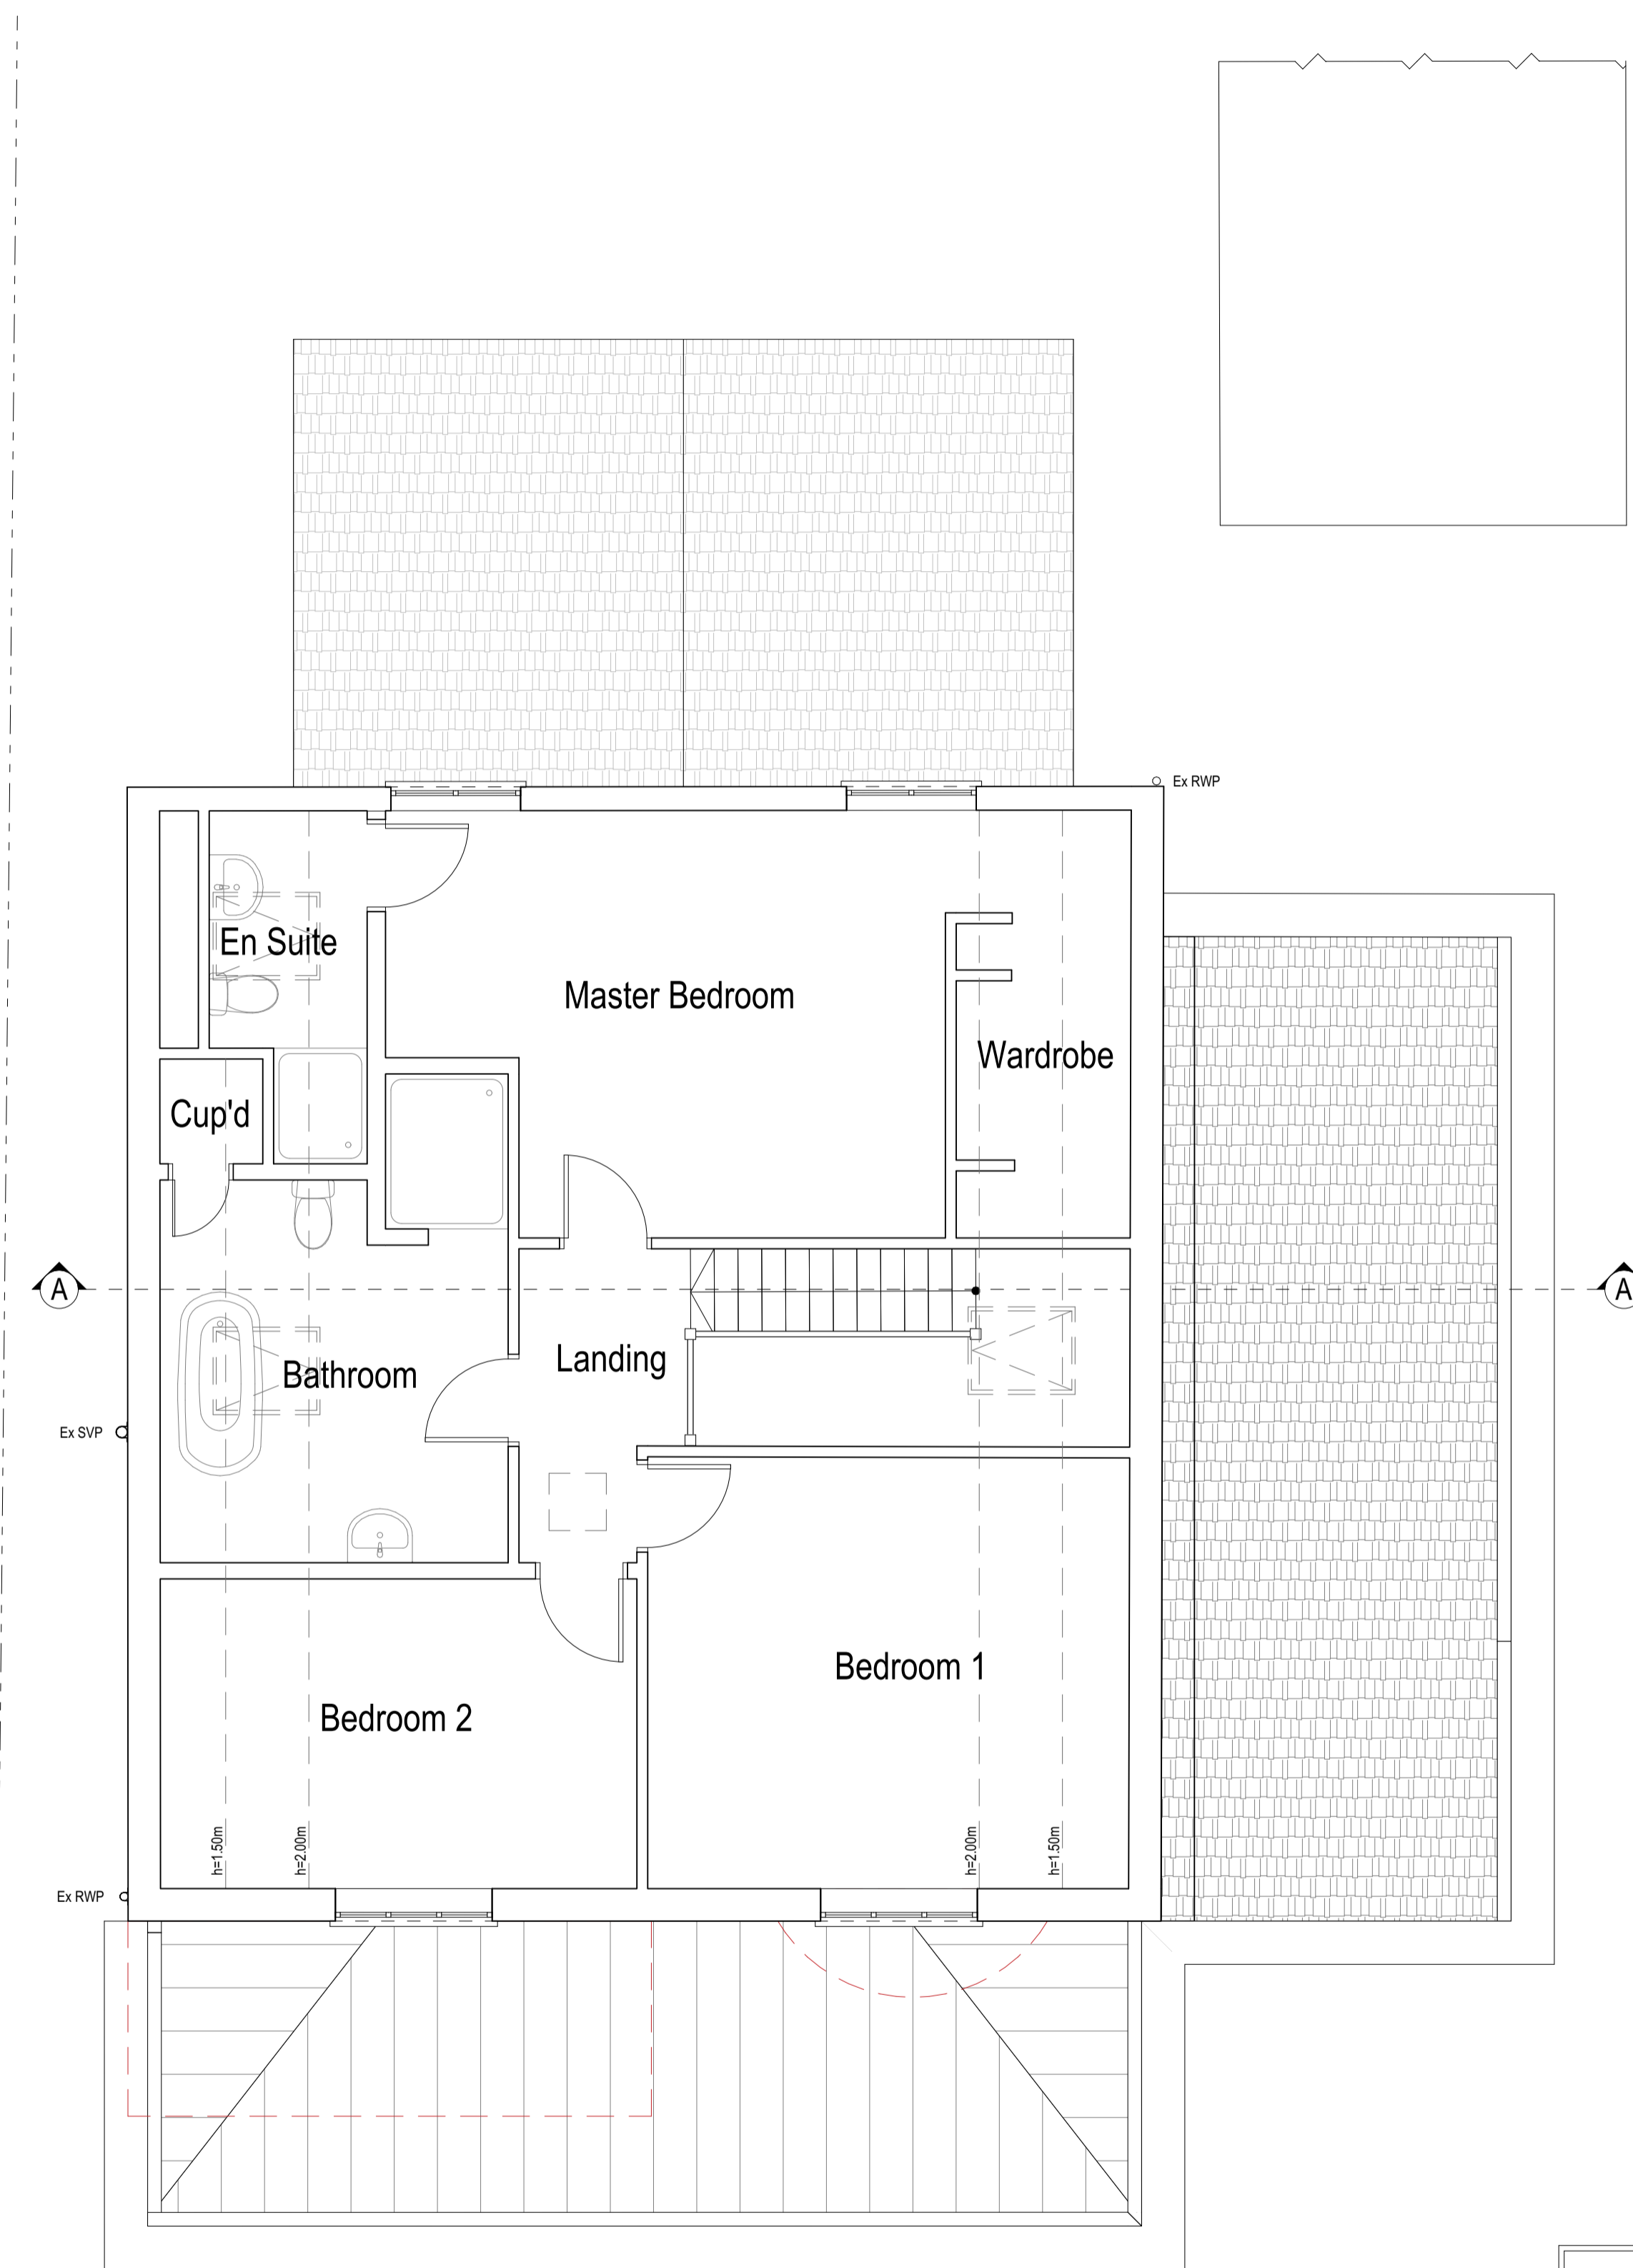 Ex RWP
En Suite
Master Bedroom
Wardrobe
Cup'd
A
A
Landing
Bathroom
Ex SVP
Bedroom 1
Bedroom 2
h=1.50m
h=2.00m
h=2.00m
h=1.50m
Ex RWP